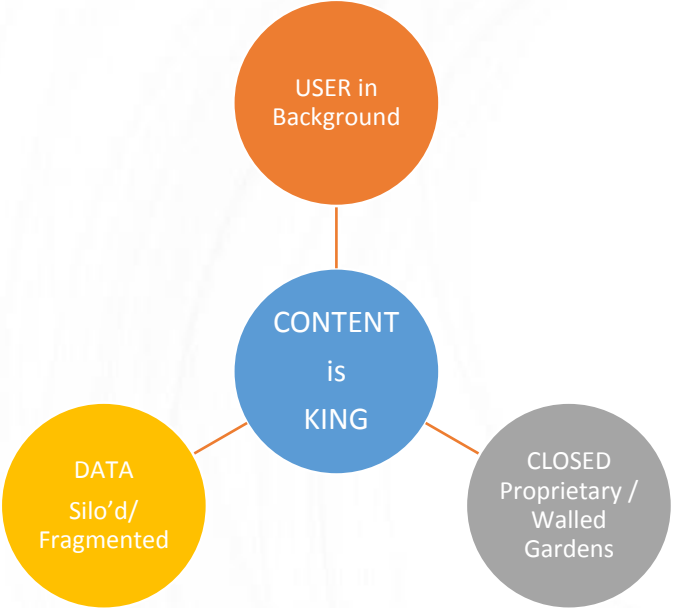 USER in
Background
CONTENT
is
KING
DATA
Silo’d/
Fragmented
CLOSED
Proprietary /
Walled
Gardens